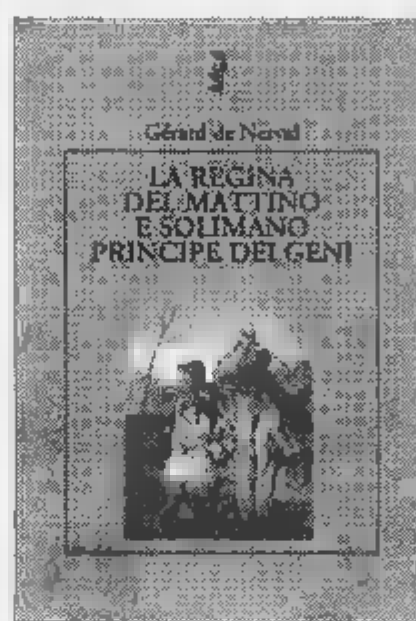 Gérard de Nerval
LA REGINA
DEL MATTINO
E SOLIMANO
PRINCIPE DEI GENI